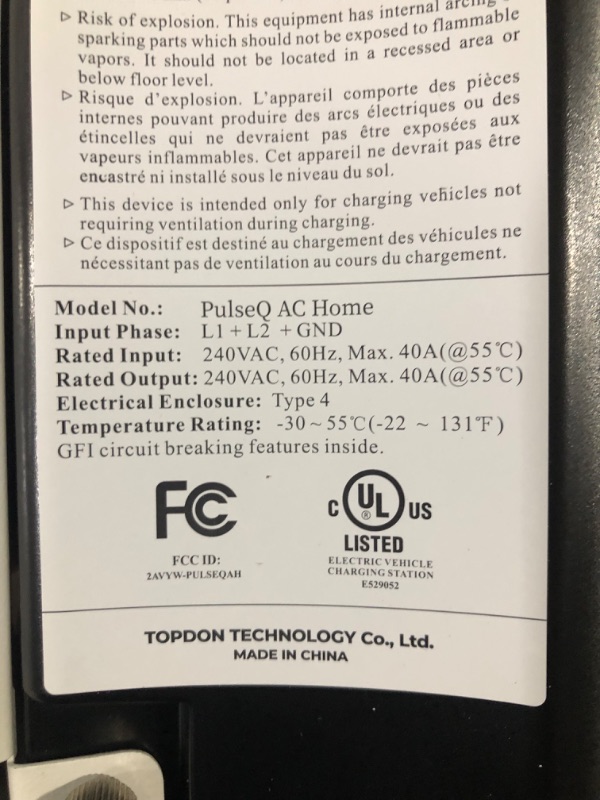 ▷ Risk of explosion. This equipment has internal arcing
sparking parts which should not be exposed to flammable
vapors. It should not be located in a recessed area or
below floor level.
▷ Risque d'explosion. L'appareil comporte des pièces
internes pouvant produire des arcs électriques ou des
étincelles qui ne devraient pas être exposées aux
vapeurs inflammables. Cet appareil ne devrait pas être
encastré ni installé sous le niveau du sol.
▷ This device is intended only for charging vehicles not
requiring ventilation during charging.
▷ Ce dispositif est destiné au chargement des véhicules ne
nécessitant pas de ventilation au cours du chargement.
Model No.: PulseQ AC Home
Input Phase: L1 + L2 + GND
Rated Input: 240VAC, 60Hz, Max. 40A(@55℃)
Rated Output: 240VAC, 60Hz, Max. 40A(@55℃)
Electrical Enclosure: Type 4
Temperature Rating: -30 ~ 55℃(-22 ~ 131℉)
GFI circuit breaking features inside.
FC
FCC ID:
2AVYW-PULSEQAH
C UL ® US
LISTED
ELECTRIC VEHICLE
CHARGING STATION
E529052
TOPDON TECHNOLOGY Co., Ltd.
MADE IN CHINA